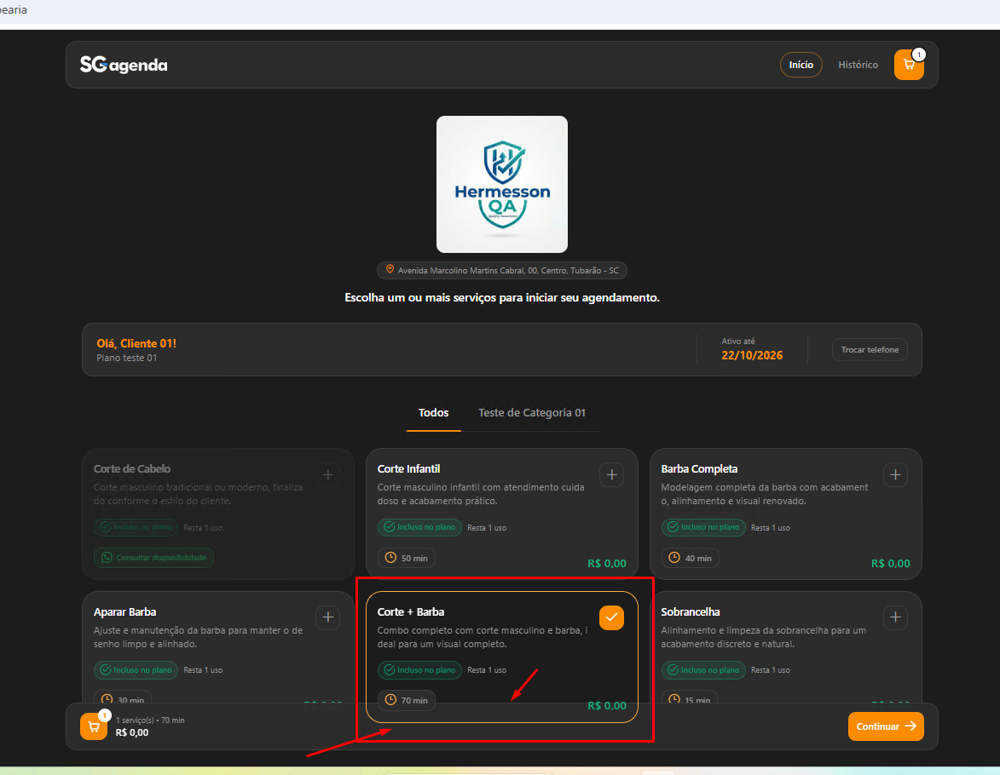 earia
SGagenda
Início
Histórico
1
Hermesson
QA
Quality Assurance
Avenida Marcolino Martins Cabral, 00, Centro, Tubarão - SC
Escolha um ou mais serviços para iniciar seu agendamento.
Olá, Cliente 01!
Plano teste 01
Ativo até
22/10/2026
Trocar telefone
Todos
Teste de Categoria 01
Corte de Cabelo
Corte masculino tradicional ou moderno, finaliza
do conforme o estilo do cliente.
Incluso no plano
Resta 1 uso
Consultar disponibilidade
Corte Infantil
Corte masculino infantil com atendimento cuida
doso e acabamento prático.
Incluso no plano
Resta 1 uso
50 min
R$ 0,00
Barba Completa
Modelagem completa da barba com acabament
o, alinhamento e visual renovado.
Incluso no plano
Resta 1 uso
40 min
R$ 0,00
Aparar Barba
Ajuste e manutenção da barba para manter o de
senho limpo e alinhado.
Incluso no plano
Resta 1 uso
30 min
Corte + Barba
Combo completo com corte masculino e barba, i
deal para um visual completo.
Incluso no plano
Resta 1 uso
70 min
R$ 0,00
Sobrancelha
Alinhamento e limpeza da sobrancelha para um
acabamento discreto e natural.
Incluso no plano
Resta 1 uso
15 min
1
1 serviço(s) • 70 min
R$ 0,00
Continuar